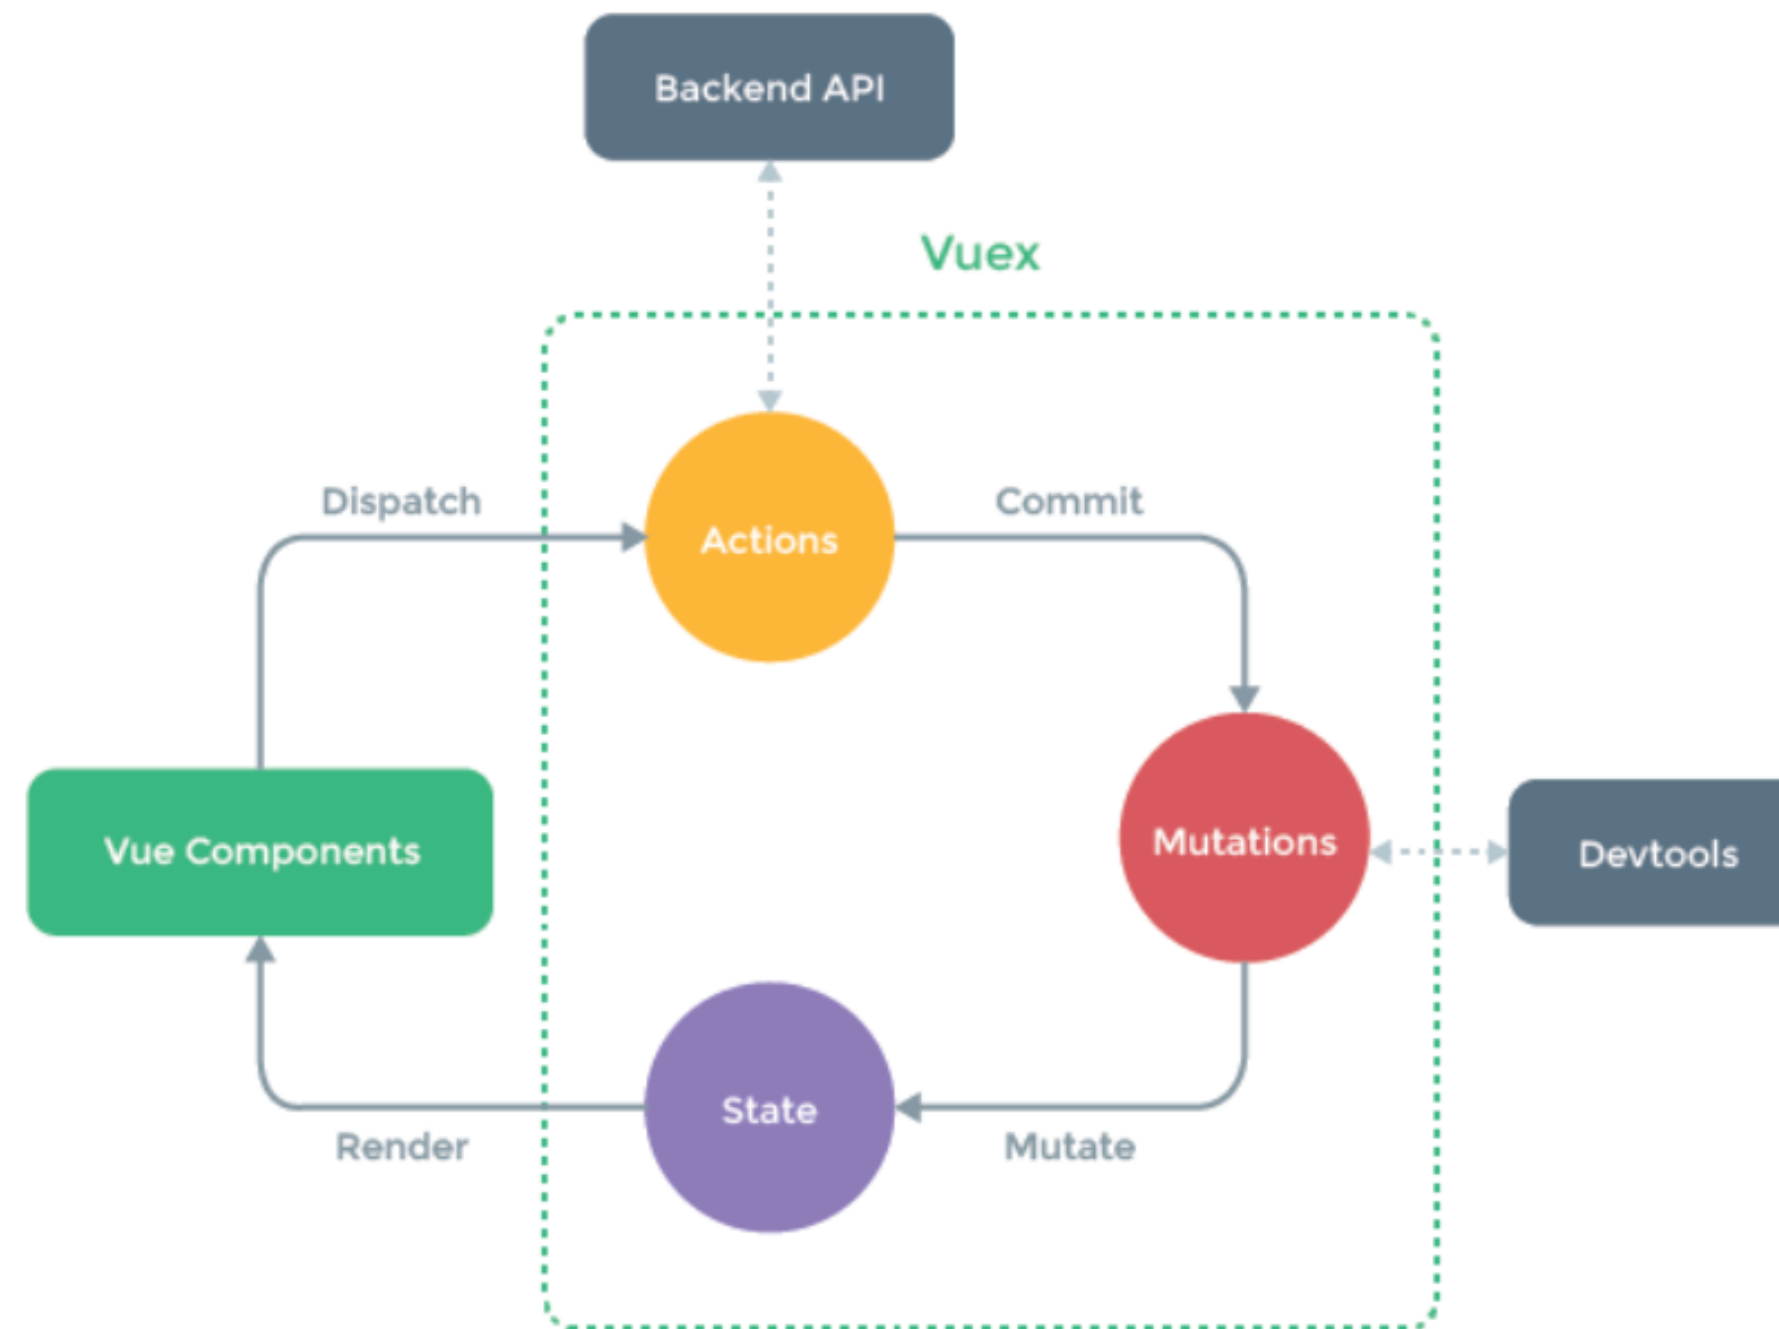 Backend API
Vuex
Dispatch
Commit
Actions
Vue Components
Mutations
Devtools
State
Render
Mutate